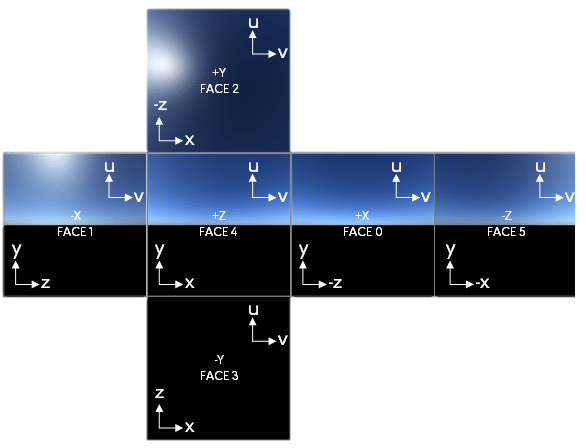 u
v
+Y
FACE 2
-z
x
u
v
-X
FACE 1
y
z
u
v
+Z
FACE 4
y
x
u
v
+X
FACE 0
y
-z
u
v
-Z
FACE 5
y
-x
u
v
-Y
FACE 3
z
x